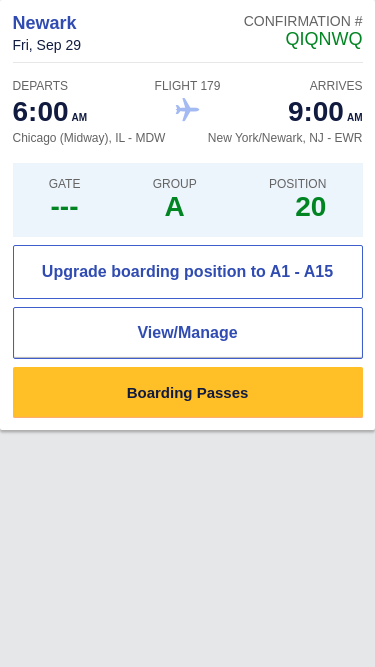 Newark
CONFIRMATION #
Fri, Sep 29
QIQNWQ
DEPARTS
FLIGHT 179
ARRIVES
6:00 AM
9:00 AM
Chicago (Midway), IL - MDW
New York/Newark, NJ - EWR
GATE
GROUP
POSITION
---
A
20
Upgrade boarding position to A1 - A15
View/Manage
Boarding Passes